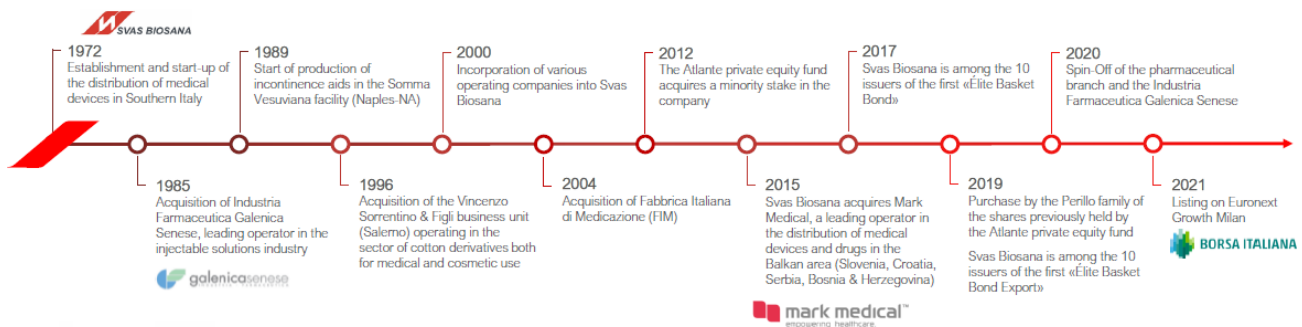 SVAS BIOSANA
1972
Establishment and start-up of
the distribution of medical
devices in Southern Italy
1985
Acquisition of Industria
Farmaceutica Galenica
Senese, leading operator in the
injectable solutions industry
galenicasenese
1989
Start of production of
incontinence aids in the Somma
Vesuviana facility (Naples-NA)
1996
Acquisition of the Vincenzo
Sorrentino & Figli business unit
(Salerno) operating in the
sector of cotton derivatives both
for medical and cosmetic use
2000
Incorporation of various
operating companies into Svas
Biosana
2004
Acquisition of Fabbrica Italiana
di Medicazione (FIM)
2012
The Atlante private equity fund
acquires a minority stake in the
company
2015
Svas Biosana acquires Mark
Medical, a leading operator in
the distribution of medical
devices and drugs in the
Balkan area (Slovenia, Croatia,
Serbia, Bosnia & Herzegovina)
mark medical™
empowering healthcare.
2017
Svas Biosana is among the 10
issuers of the first «Élite Basket
Bond»
2019
Purchase by the Perillo family of
the shares previously held by
the Atlante private equity fund
Svas Biosana is among the 10
issuers of the first «Élite Basket
Bond Export»
2020
Spin-Off of the pharmaceutical
branch and the Industria
Farmaceutica Galenica Senese
2021
Listing on Euronext
Growth Milan
BORSA ITALIANA